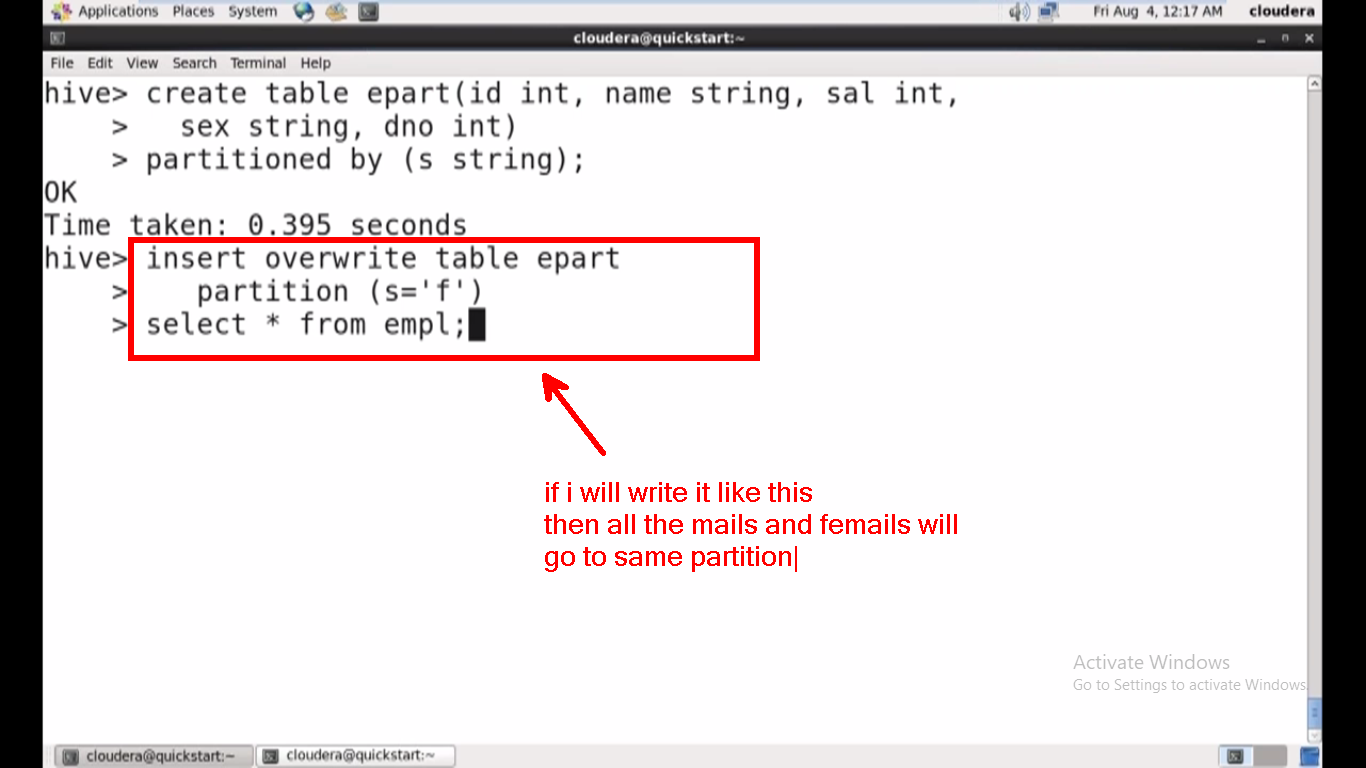 Applications Places System Fri Aug 4, 12:17 AM cloudera
cloudera@quickstart:~
File Edit View Search Terminal Help
hive> create table epart(id int, name string, sal int,
    >   sex string, dno int)
    > partitioned by (s string);
OK
Time taken: 0.395 seconds
hive> insert overwrite table epart
    >    partition (s='f')
    > select * from empl;
if i will write it like this
then all the mails and femails will
go to same partition|
Activate Windows
Go to Settings to activate Windows.
cloudera@quickstart:~ cloudera@quickstart:~